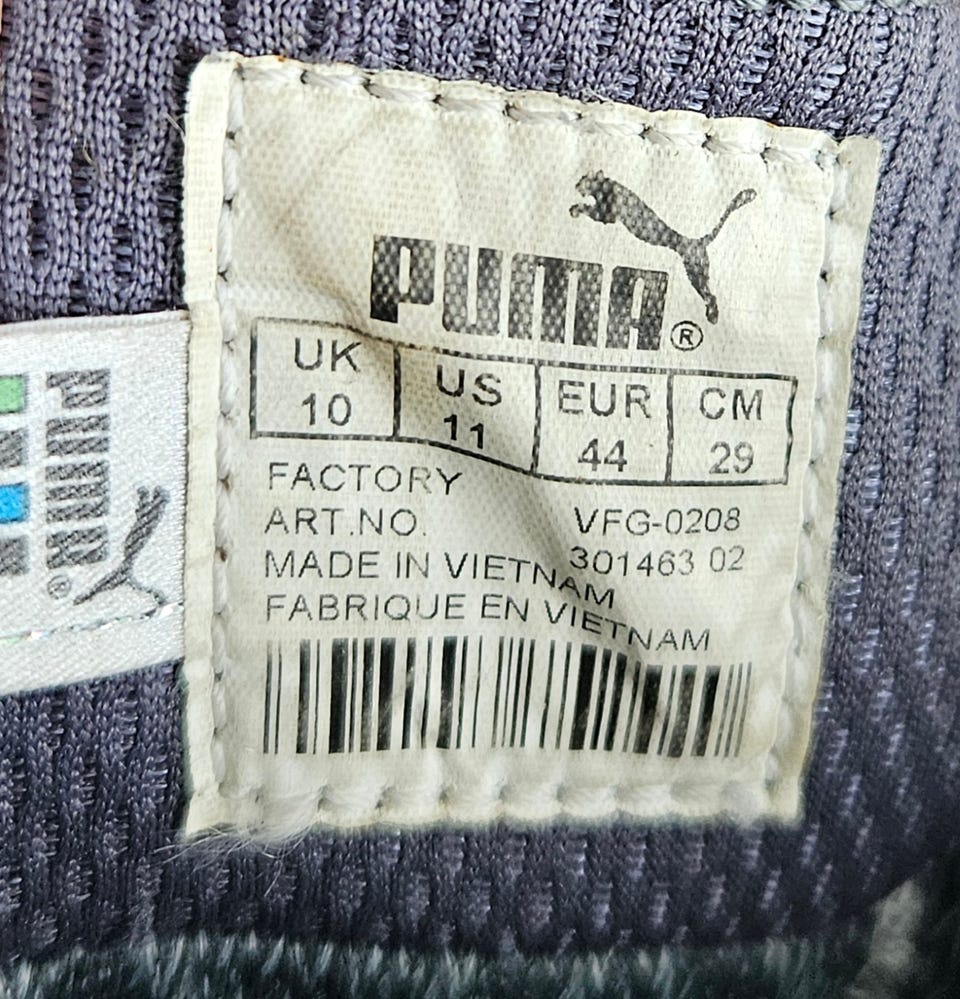 PUMA®
UK US EUR CM
10 11 44 29
FACTORY VFG-0208
ART.NO. 301463 02
MADE IN VIETNAM
FABRIQUE EN VIETNAM
PUMA®